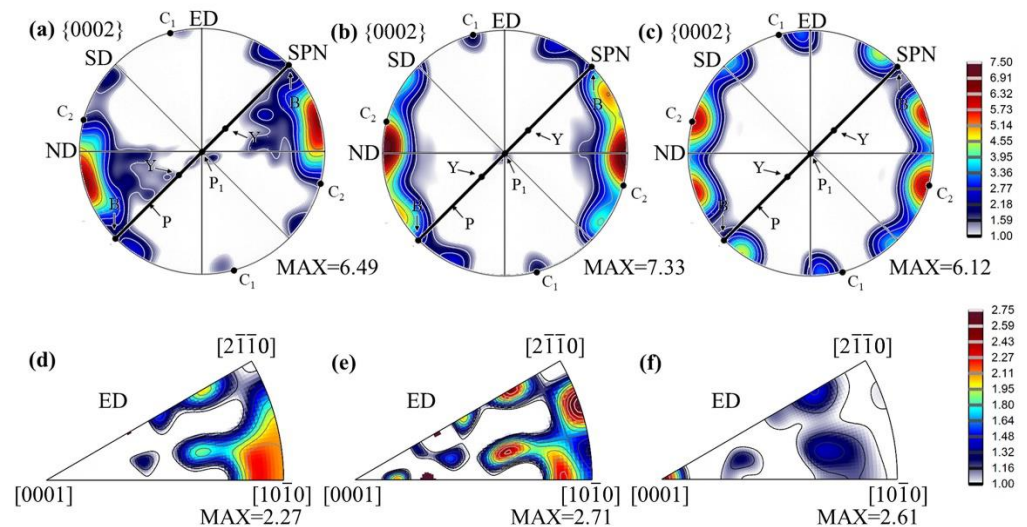 (a) {0002} C₁ ED
SD SPN
C₂ B
ND Y
Y P₁
B P C₂
C₁
MAX=6.49
(b) {0002} C₁ ED
SD SPN
C₂ B
ND Y
Y P₁
B P C₂
C₁
MAX=7.33
(c) {0002} C₁ ED
SD SPN
C₂ B
ND Y
Y P₁
B P C₂
C₁
MAX=6.12
7.50
6.91
6.32
5.73
5.14
4.55
3.95
3.36
2.77
2.18
1.59
1.00
(d) [21̅1̅0]
ED
[0001] [101̅0]
MAX=2.27
(e) [21̅1̅0]
ED
[0001] [101̅0]
MAX=2.71
(f) [21̅1̅0]
ED
[0001] [101̅0]
MAX=2.61
2.75
2.59
2.43
2.27
2.11
1.95
1.80
1.64
1.48
1.32
1.16
1.00